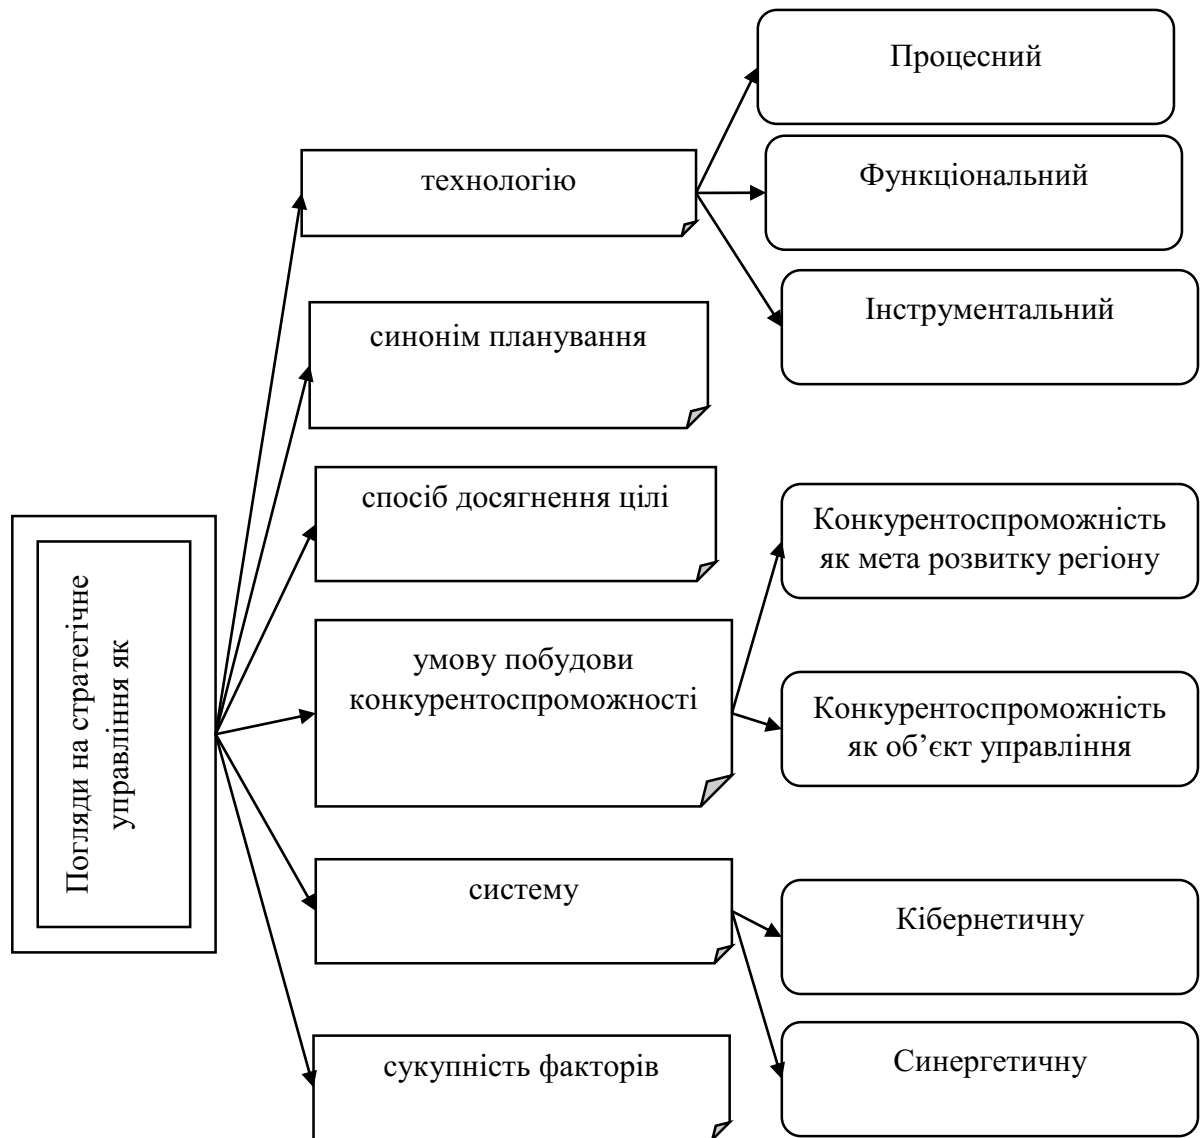 Погляди на стратегічне
управління як
технологію
синонім планування
спосіб досягнення цілі
умову побудови
конкурентоспроможності
систему
сукупність факторів
Процесний
Функціональний
Інструментальний
Конкурентоспроможність
як мета розвитку регіону
Конкурентоспроможність
як об’єкт управління
Кібернетичну
Синергетичну